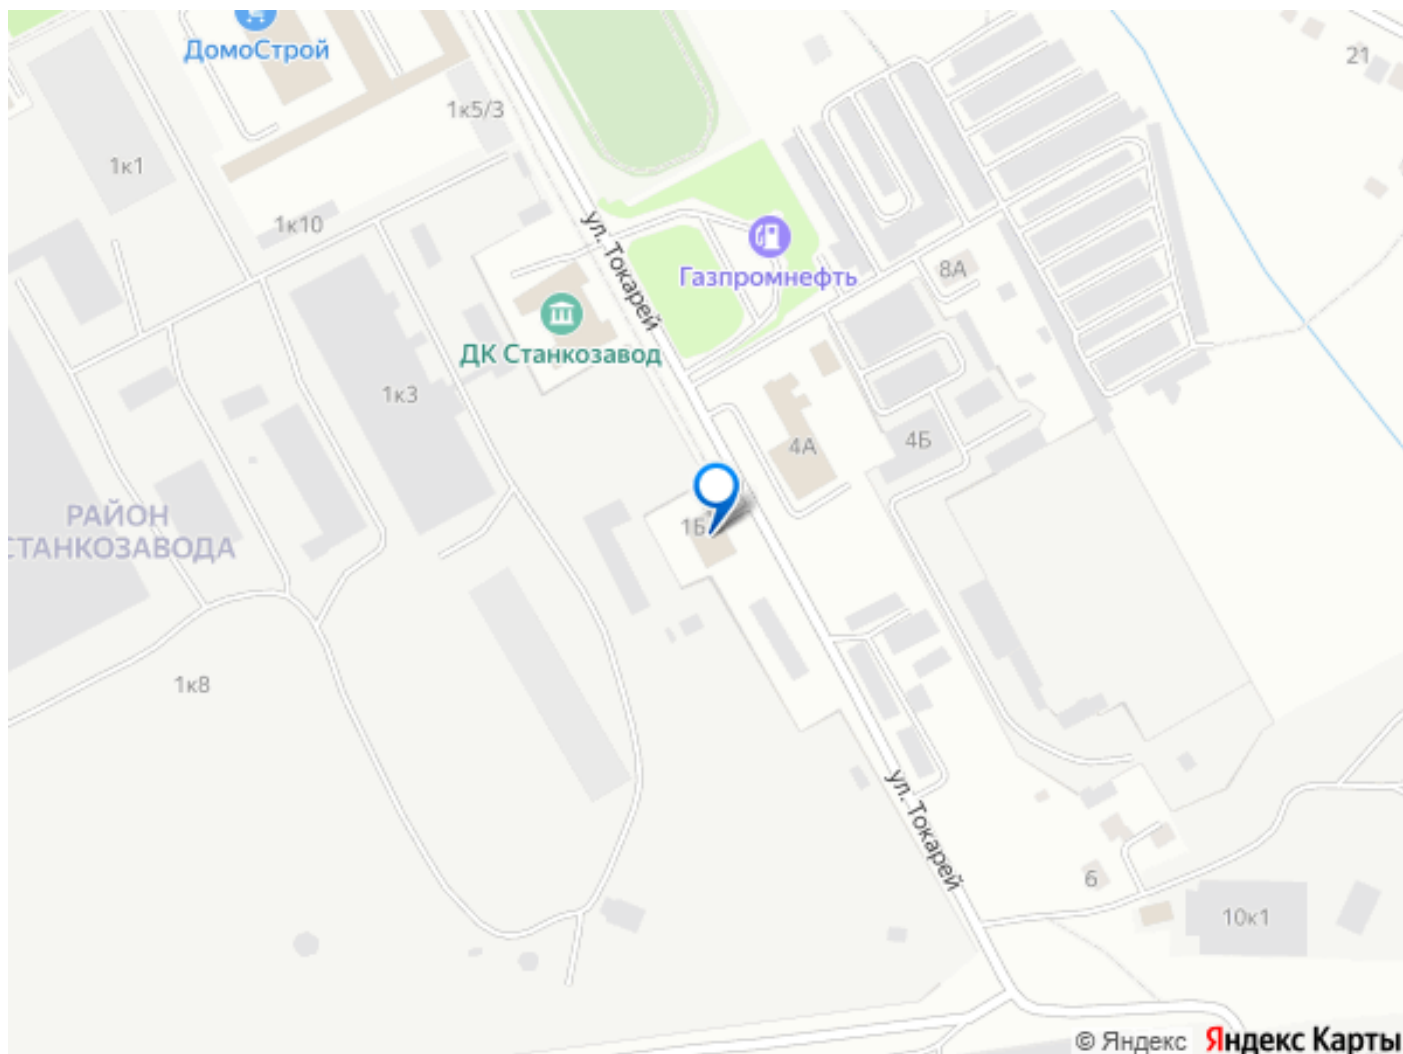 ДомоСтрой
21
1к5/3
1к1
1к10
ул. Токарей
Газпромнефть
8А
ДК Станкозавод
1к3
4А
4Б
РАЙОН
СТАНКОЗАВОДА
1Б
1к8
ул. Токарей
6
10к1
© Яндекс Яндекс Карты